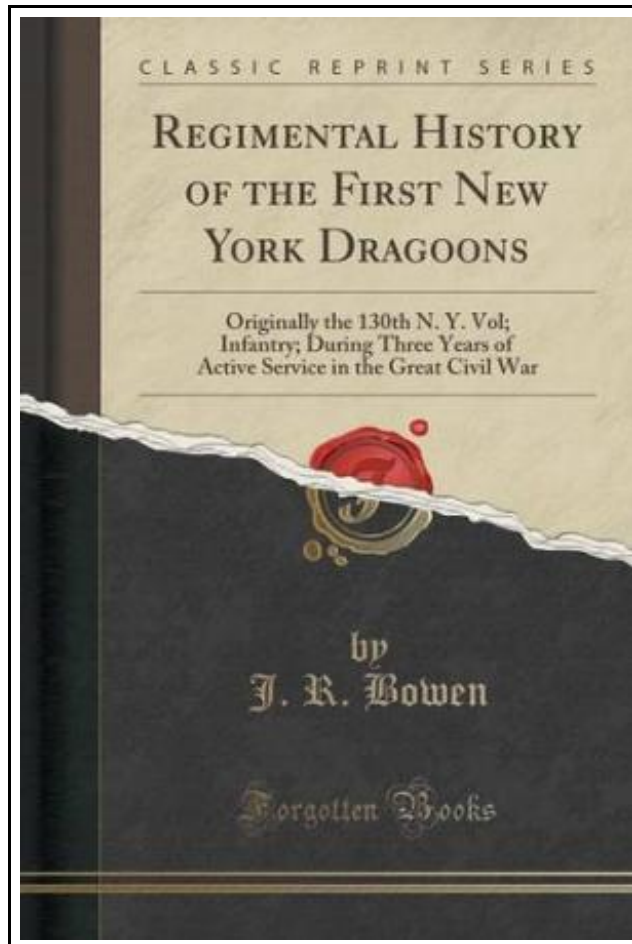 CLASSIC REPRINT SERIES
REGIMENTAL HISTORY
OF THE FIRST NEW
YORK DRAGOONS
Originally the 130th N. Y. Vol;
Infantry; During Three Years of
Active Service in the Great Civil War
by
J. R. Bowen
Forgotten Books